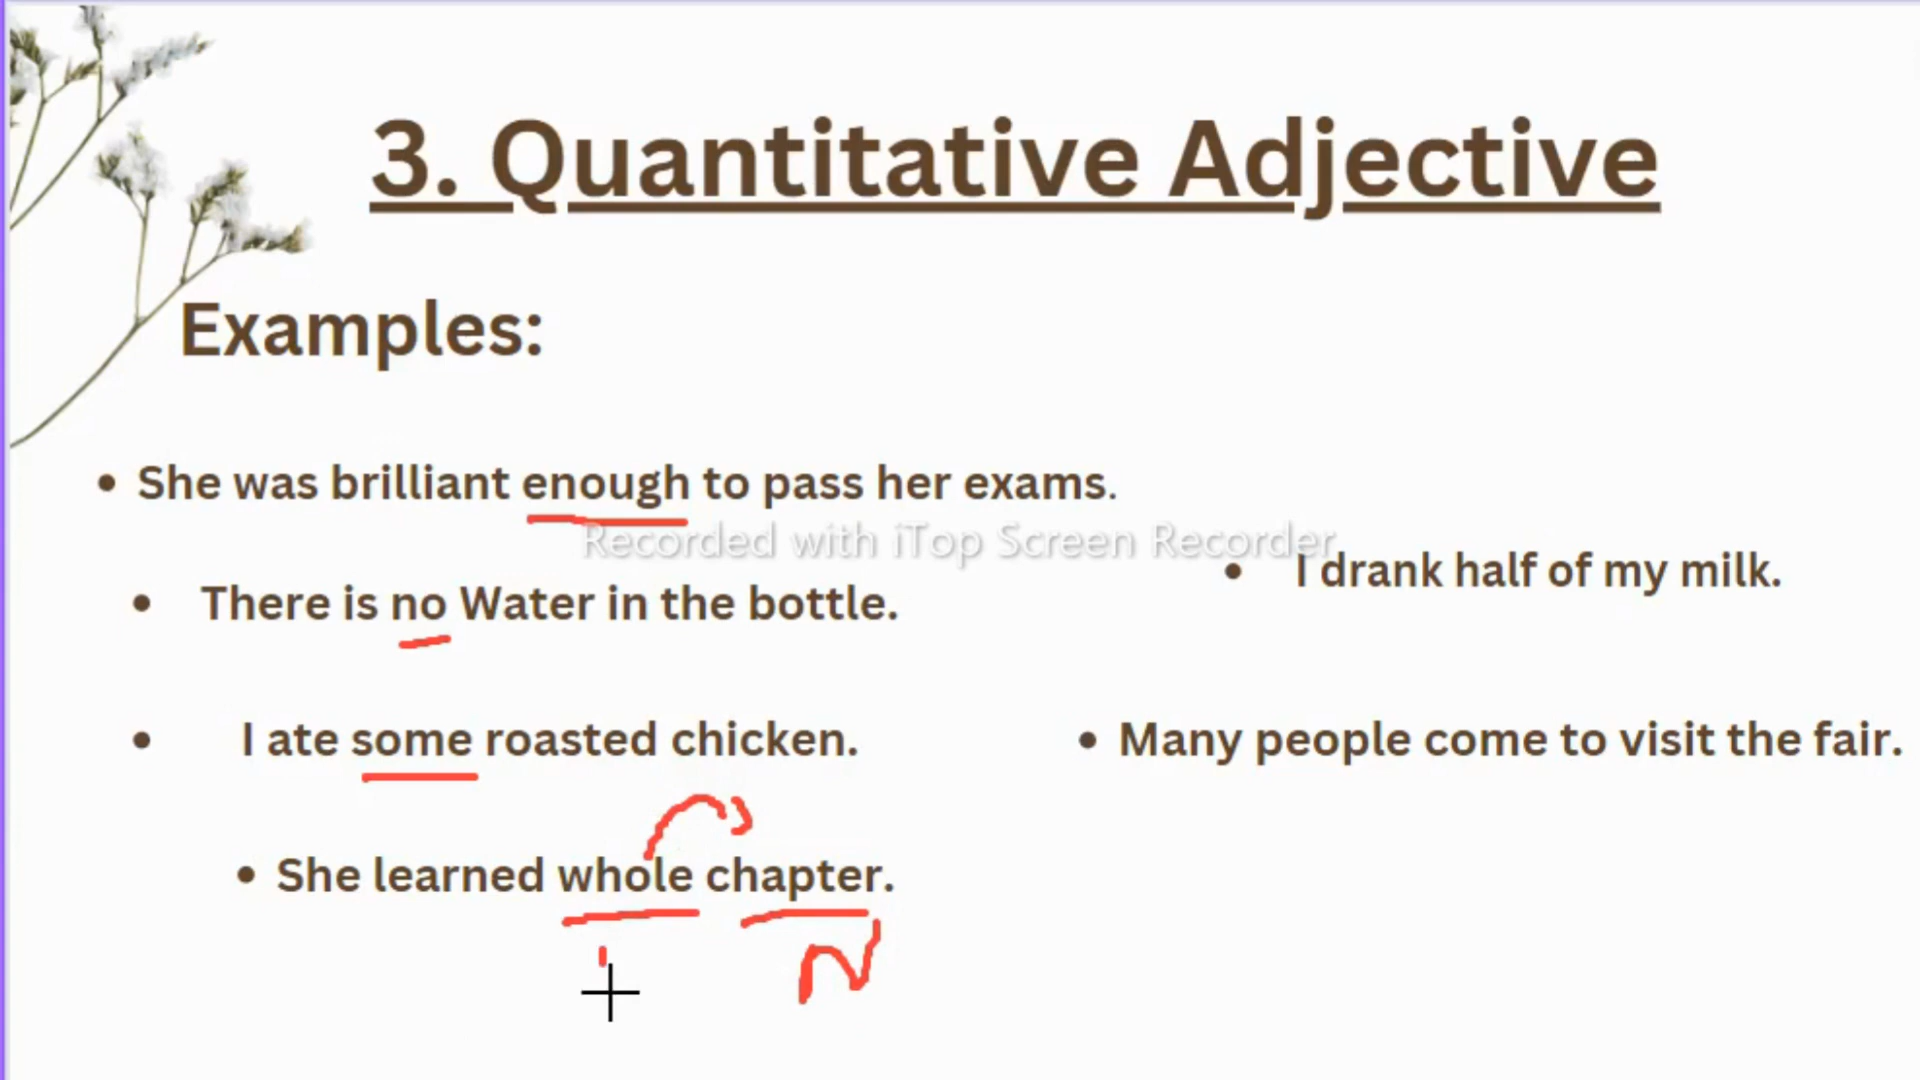 3. Quantitative Adjective
Examples:
• She was brilliant enough to pass her exams.
Recorded with iTop Screen Recorder
• There is no Water in the bottle.
• I ate some roasted chicken.
• She learned whole chapter.
N
• I drank half of my milk.
• Many people come to visit the fair.